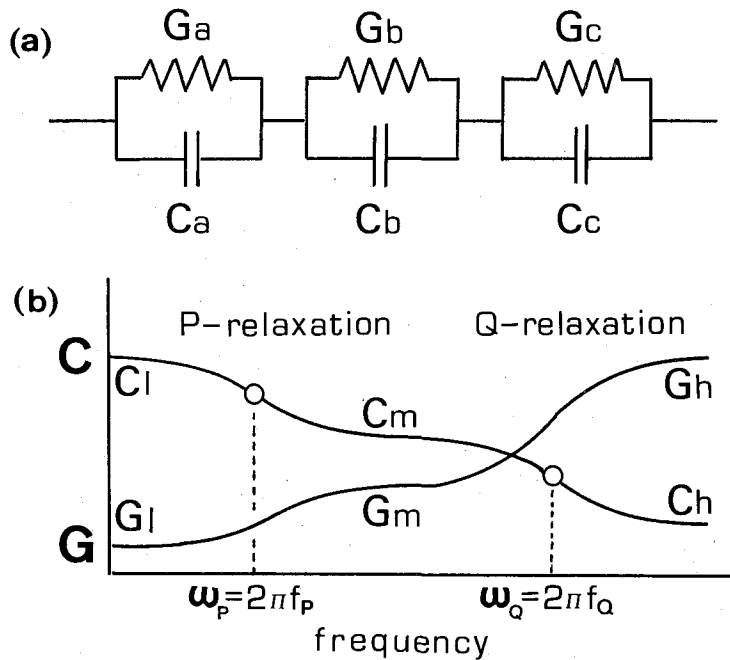 (a)
Ga Gb Gc
Ca Cb Cc
(b)
P-relaxation Q-relaxation
C
Cl Cm Gh
Gl Gm Ch
G
ωP=2πfP ωQ=2πfQ
frequency